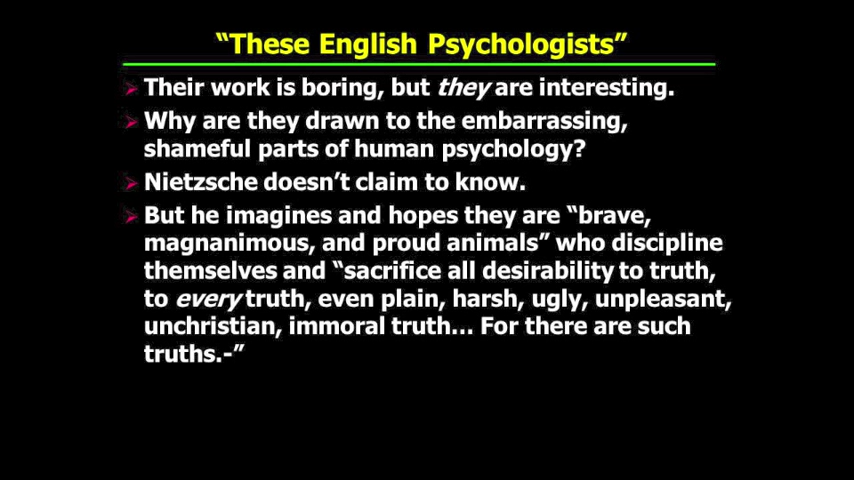 “These English Psychologists”
Their work is boring, but they are interesting.
Why are they drawn to the embarrassing,
shameful parts of human psychology?
Nietzsche doesn’t claim to know.
But he imagines and hopes they are “brave,
magnanimous, and proud animals” who discipline
themselves and “sacrifice all desirability to truth,
to every truth, even plain, harsh, ugly, unpleasant,
unchristian, immoral truth… For there are such
truths.-”